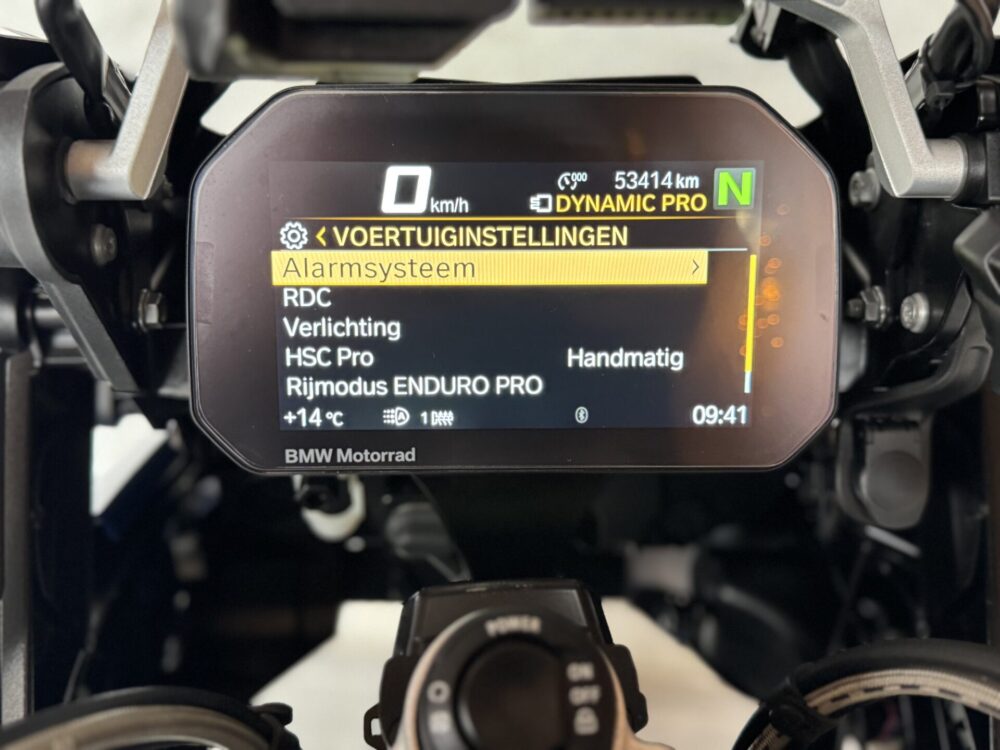 0 km/h
000 53414 km
DYNAMIC PRO N
< VOERTUIGINSTELLINGEN
Alarmsysteem >
RDC
Verlichting
HSC Pro Handmatig
Rijmodus ENDURO PRO
+14 °C A 1 09:41
BMW Motorrad
POWER
ON
OFF